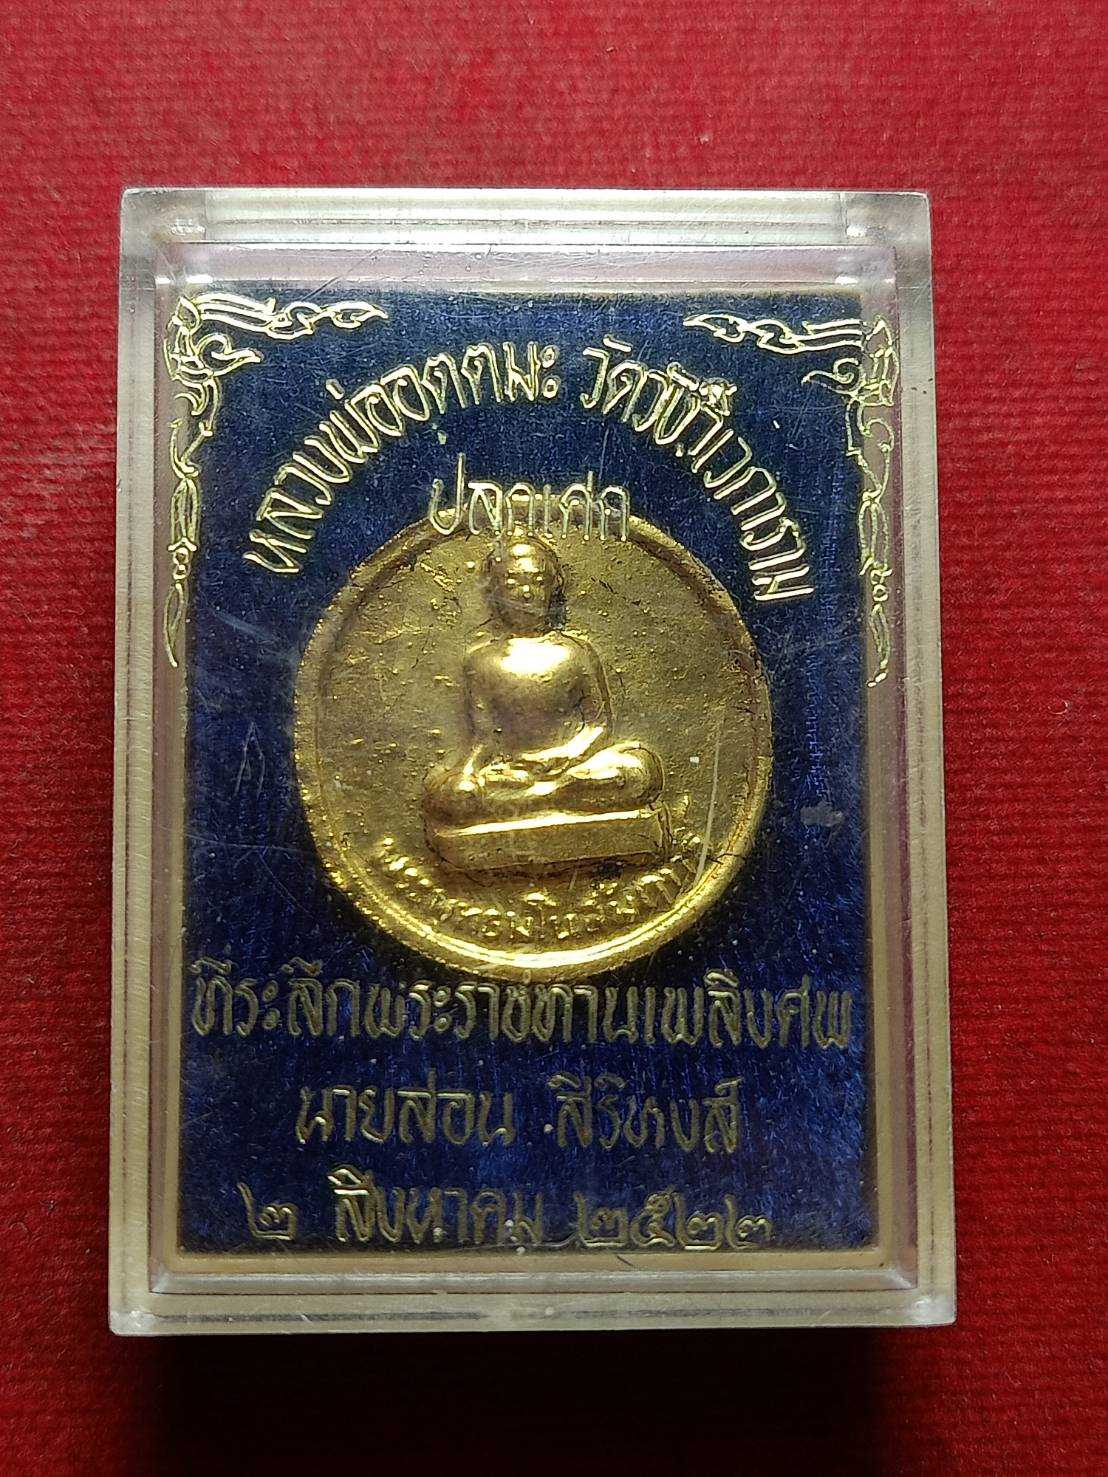 หลวงพ่ออุตตมะ วัดวังก์วิเวการาม
ปลุกเศก
ที่ระลึกพระราชทานเพลิงศพ
นายส่อน สิริหงส์
๒ สิงหาคม ๒๕๒๒